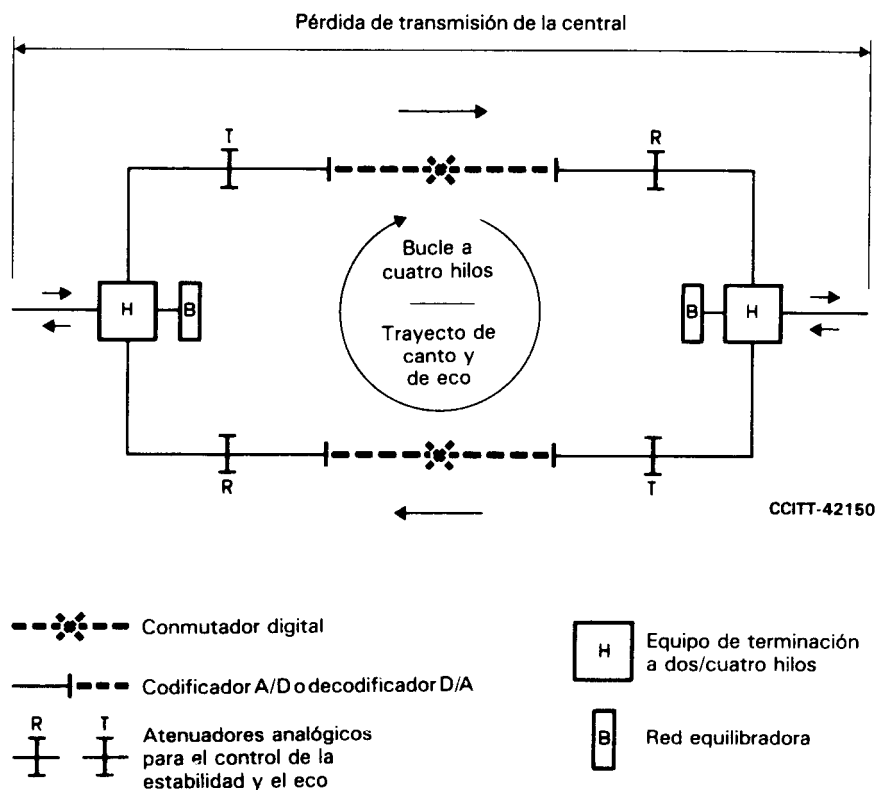 Pérdida de transmisión de la central
T
R
Bucle a
cuatro hilos
Trayecto de
canto y
de eco
H
B
B
H
R
T
CCITT-42150
Conmutador digital
Codificador A/D o decodificador D/A
R T
Atenuadores analógicos
para el control de la
estabilidad y el eco
H
Equipo de terminación
a dos/cuatro hilos
B
Red equilibradora